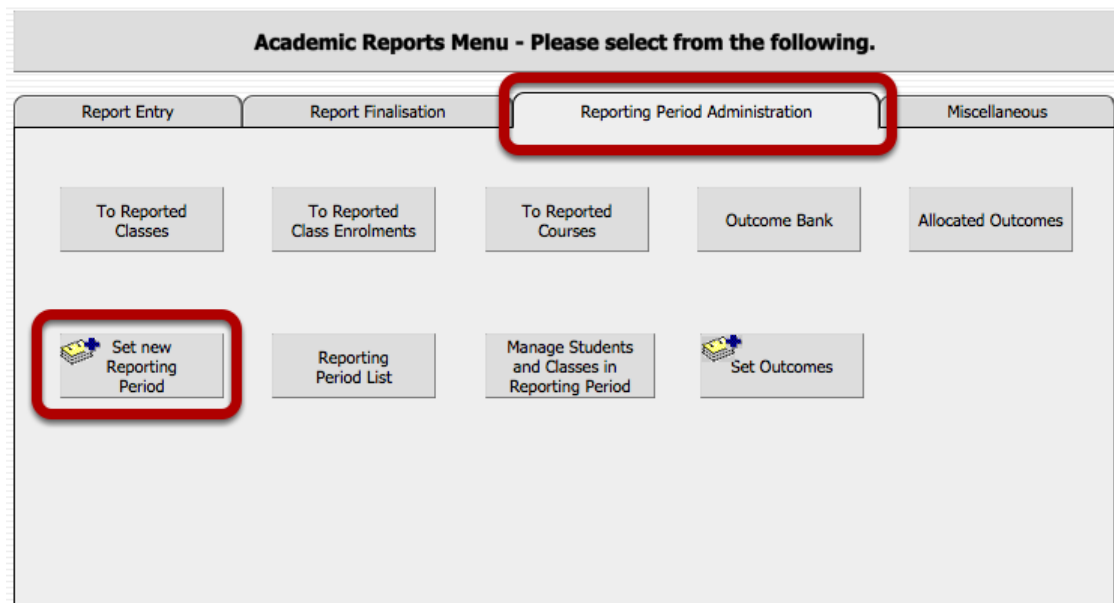 Academic Reports Menu - Please select from the following.
Report Entry
Report Finalisation
Reporting Period Administration
Miscellaneous
To Reported
Classes
To Reported
Class Enrolments
To Reported
Courses
Outcome Bank
Allocated Outcomes
Set new
Reporting
Period
Reporting
Period List
Manage Students
and Classes in
Reporting Period
Set Outcomes